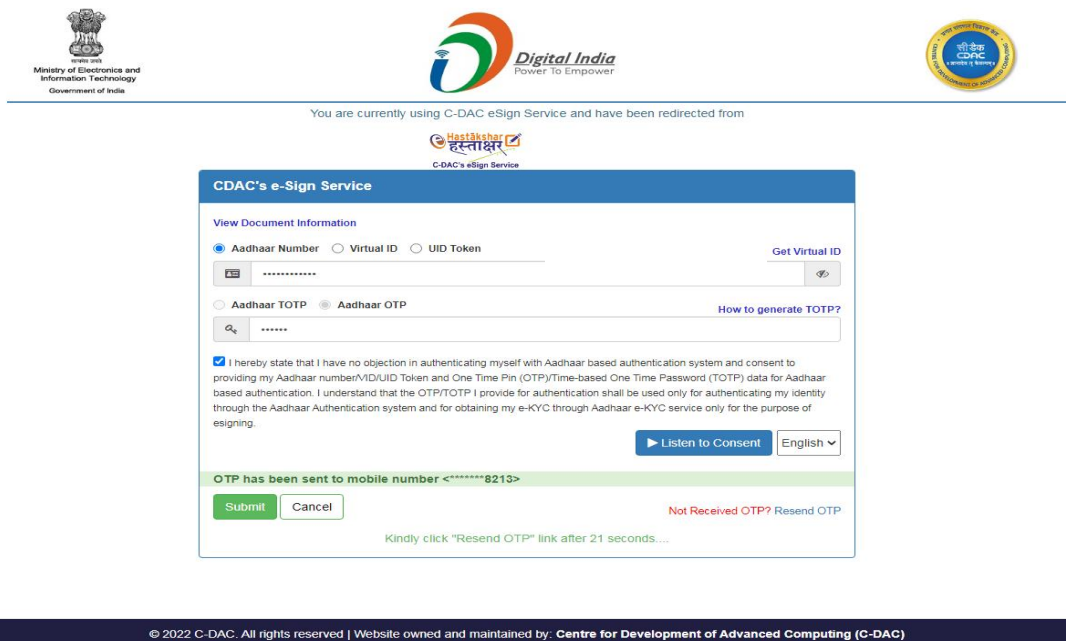 सत्यमेव जयते
Ministry of Electronics and
Information Technology
Government of India
Digital India
Power To Empower
सी डैक
CDAC
You are currently using C-DAC eSign Service and have been redirected from
e Hastākshar
हस्ताक्षर
C-DAC's eSign Service
CDAC's e-Sign Service
View Document Information
Aadhaar Number Virtual ID UID Token Get Virtual ID
············
Aadhaar TOTP Aadhaar OTP How to generate TOTP?
······
I hereby state that I have no objection in authenticating myself with Aadhaar based authentication system and consent to
providing my Aadhaar number/VID/UID Token and One Time Pin (OTP)/Time-based One Time Password (TOTP) data for Aadhaar
based authentication. I understand that the OTP/TOTP I provide for authentication shall be used only for authenticating my identity
through the Aadhaar Authentication system and for obtaining my e-KYC through Aadhaar e-KYC service only for the purpose of
esigning.
Listen to Consent English
OTP has been sent to mobile number <*******8213>
Submit Cancel Not Received OTP? Resend OTP
Kindly click "Resend OTP" link after 21 seconds....
© 2022 C-DAC. All rights reserved | Website owned and maintained by: Centre for Development of Advanced Computing (C-DAC)